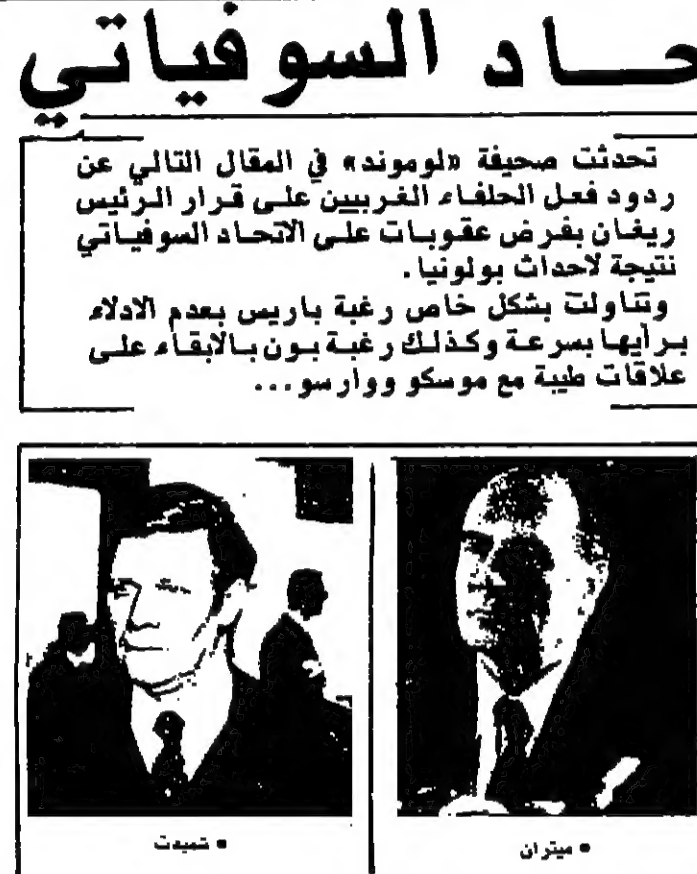 حـاد السوفياتي
تحدثت صحيفة «لوموند» في المقال التالي عن
ردود فعل الحلفاء الغربيين على قرار الرئيس
ريغان بفرض عقوبات على الاتحاد السوفياتي
نتيجة لاحداث بولونيا.
وتناولت بشكل خاص رغبة باريس بعدم الادلاء
برايها بسرعة وكذلك رغبة بون بالابقاء على
علاقات طيبة مع موسكو ووارسو...
• ميتران
• شميدت